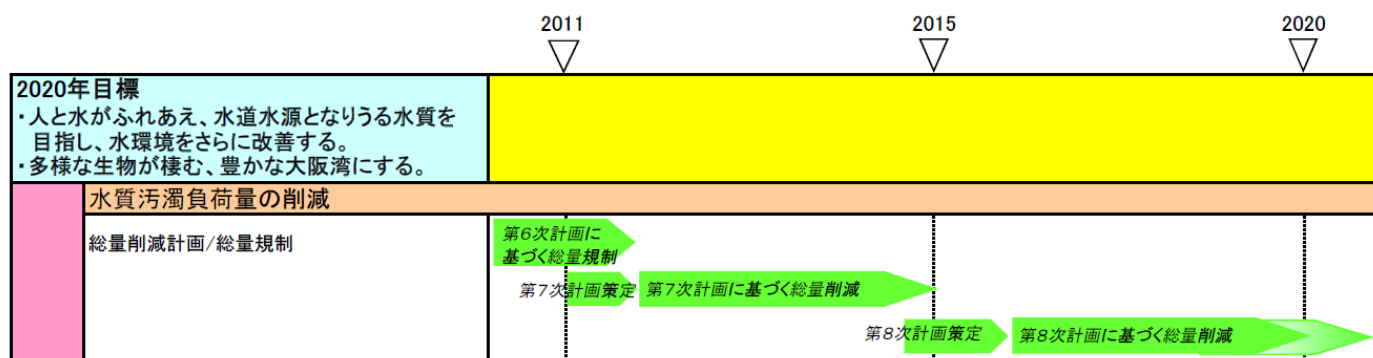 2011
2015
2020
2020年目標
・人と水がふれあえ、水道水源となりうる水質を
目指し、水環境をさらに改善する。
・多様な生物が棲む、豊かな大阪湾にする。
水質汚濁負荷量の削減
総量削減計画/総量規制
第６次計画に
基づく総量規制
第７次計画策定
第７次計画に基づく総量削減
第８次計画策定
第８次計画に基づく総量削減